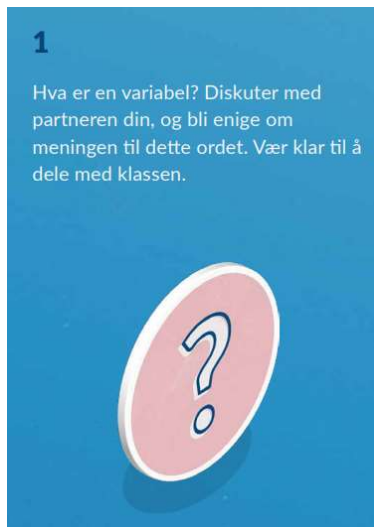 1
Hva er en variabel? Diskuter med
partneren din, og bli enige om
meningen til dette ordet. Vær klar til å
dele med klassen.
?